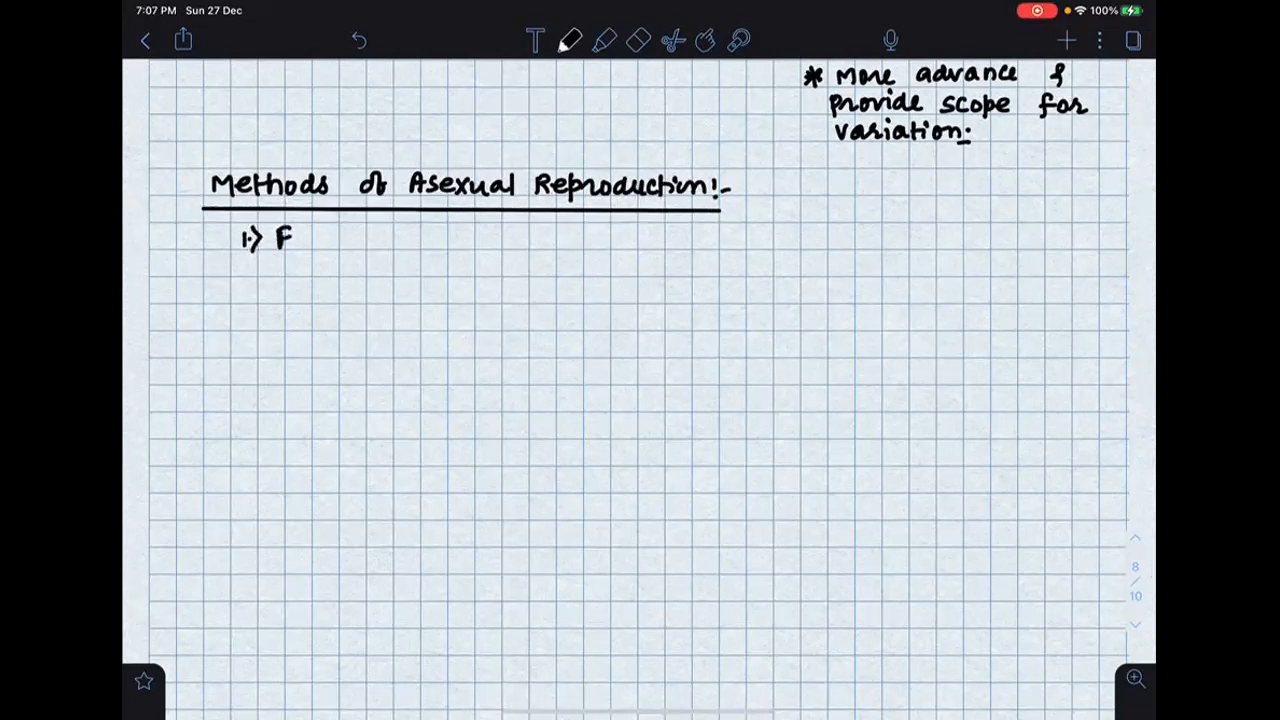 7:07 PM Sun 27 Dec
100%
T
* More advance &
provide scope for
variation.
Methods of Asexual Reproduction:-
1.> F
8
/
10